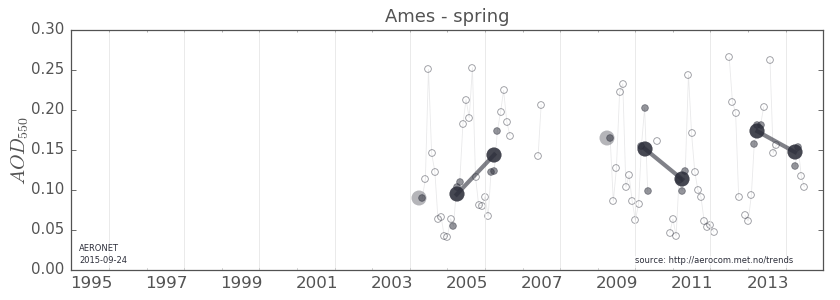 Ames - spring
0.30
0.25
0.20
0.15
0.10
0.05
0.00
AOD550
AERONET
2015-09-24
source: http://aerocom.met.no/trends
1995 1997 1999 2001 2003 2005 2007 2009 2011 2013